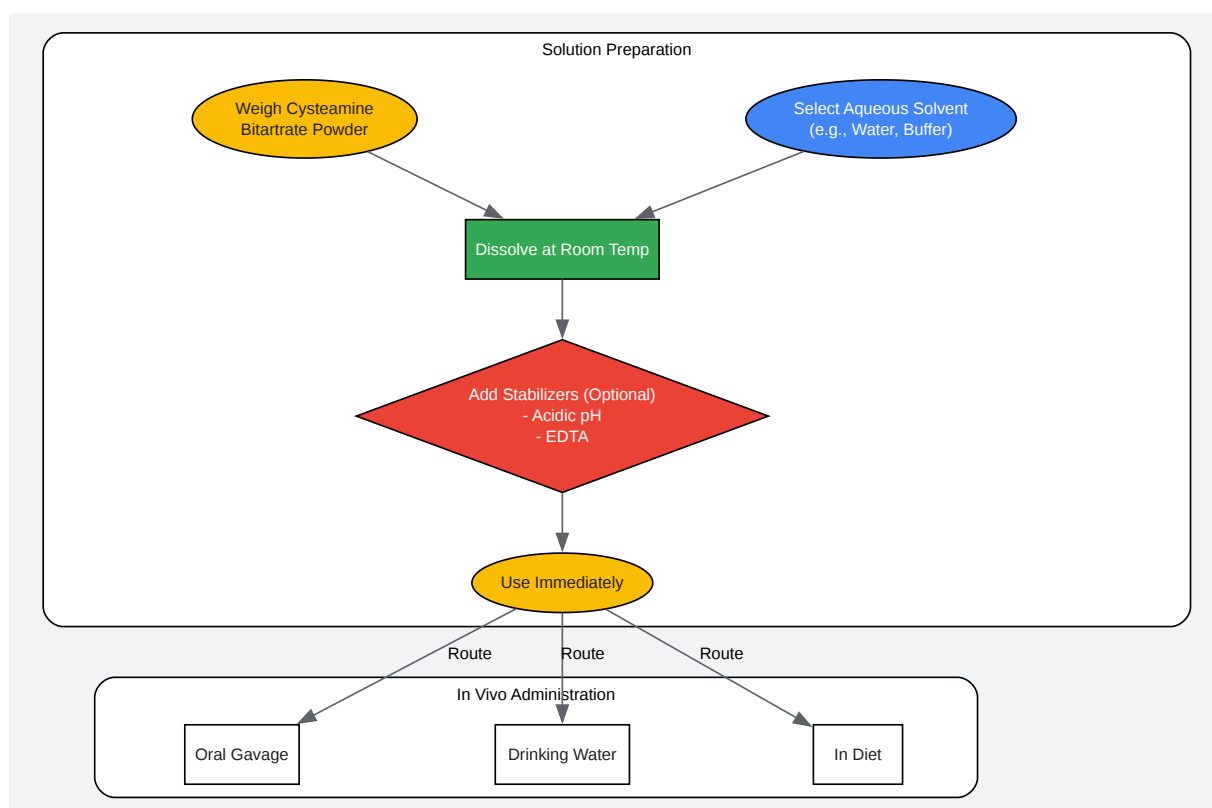 Solution Preparation
Weigh Cysteamine
Bitartrate Powder
Select Aqueous Solvent
(e.g., Water, Buffer)
Dissolve at Room Temp
Add Stabilizers (Optional)
- Acidic pH
- EDTA
Use Immediately
Route
Route
Route
In Vivo Administration
Oral Gavage
Drinking Water
In Diet